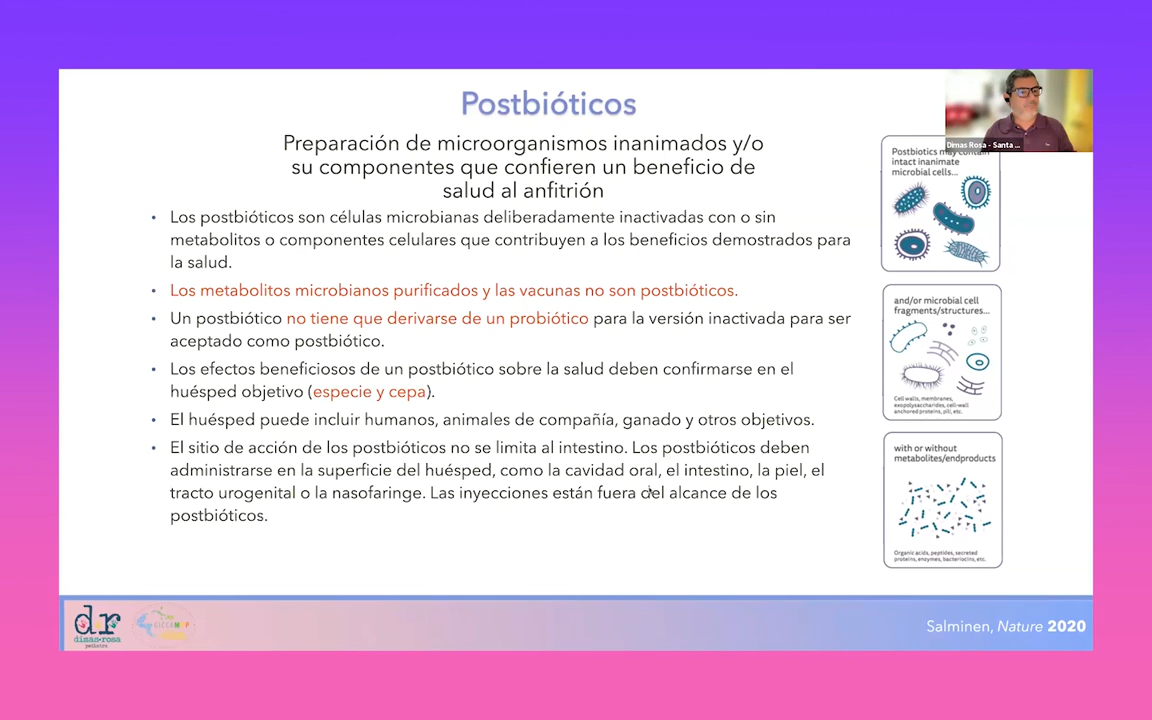 Postbióticos
Preparación de microorganismos inanimados y/o
su componentes que confieren un beneficio de
salud al anfitrión
• Los postbióticos son células microbianas deliberadamente inactivadas con o sin
metabolitos o componentes celulares que contribuyen a los beneficios demostrados para
la salud.
• Los metabolitos microbianos purificados y las vacunas no son postbióticos.
• Un postbiótico no tiene que derivarse de un probiótico para la versión inactivada para ser
aceptado como postbiótico.
• Los efectos beneficiosos de un postbiótico sobre la salud deben confirmarse en el
huésped objetivo (especie y cepa).
• El huésped puede incluir humanos, animales de compañía, ganado y otros objetivos.
• El sitio de acción de los postbióticos no se limita al intestino. Los postbióticos deben
administrarse en la superficie del huésped, como la cavidad oral, el intestino, la piel, el
tracto urogenital o la nasofaringe. Las inyecciones están fuera del alcance de los
postbióticos.
Dimas Rosa - Santa ...
Postbiotics may contain
intact inanimate
microbial cells...
and/or microbial cell
fragments/structures...
Cell walls, membranes,
exopolysaccharides, cell-wall
anchored proteins, pili, etc.
with or without
metabolites/endproducts
Organic acids, peptides, secreted
proteins, enzymes, bacteriocins, etc.
d.r
dimas·rosa
pediatra
Salminen, Nature 2020